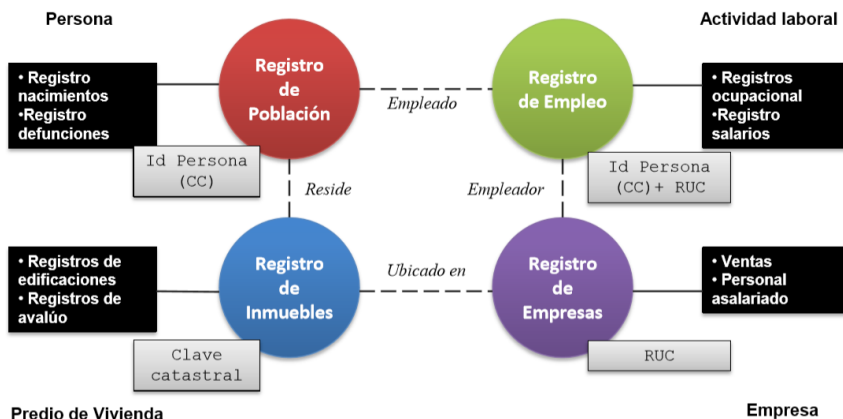 Persona
Actividad laboral
• Registro
nacimientos
•Registro
defunciones
Id Persona
(CC)
Registro
de
Población
Empleado
Registro
de Empleo
• Registros
ocupacional
•Registro
salarios
Id Persona
(CC)+ RUC
Reside
Empleador
• Registros de
edificaciones
• Registros de
avalúo
Clave
catastral
Registro
de
Inmuebles
Ubicado en
Registro
de
Empresas
• Ventas
• Personal
asalariado
RUC
Predio de Vivienda
Empresa